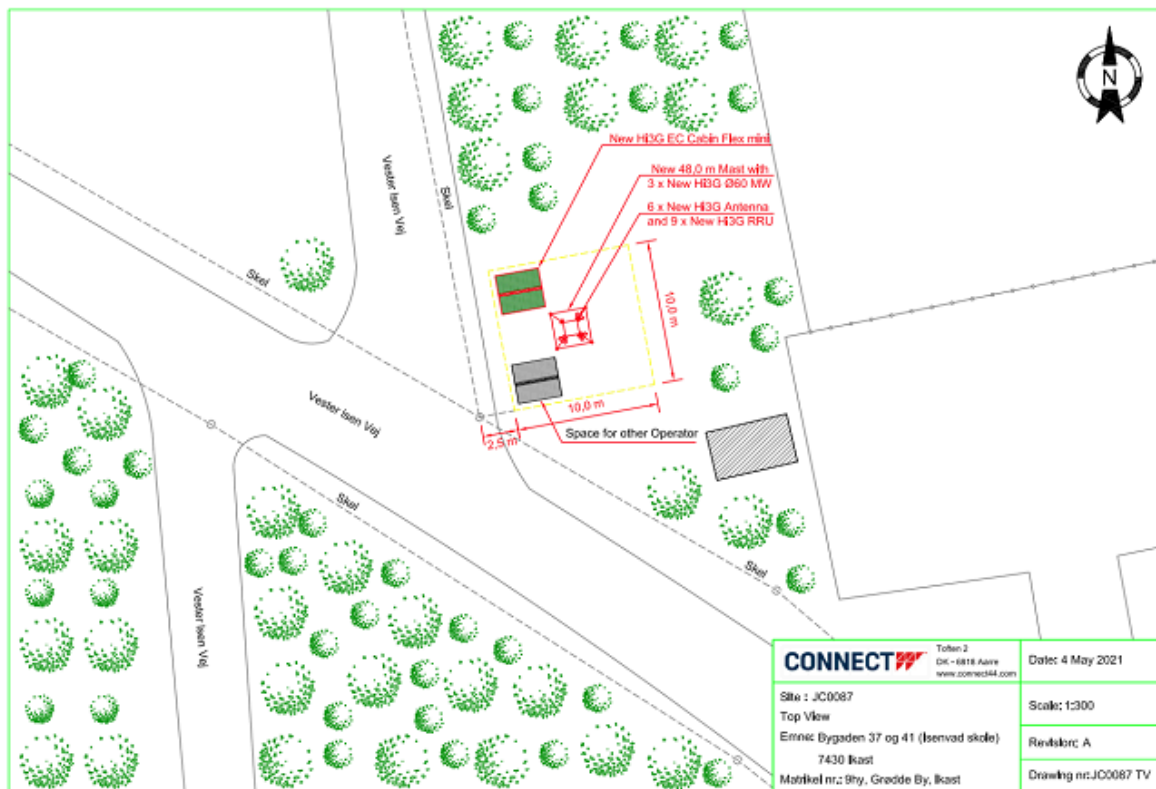 N
New Hi3G EC Cabin Flex mini
New 48,0 m Mast with
3 x New Hi3G Ø60 MW
6 x New Hi3G Antenna
and 9 x New Hi3G RRU
Vester Isen Vej
Skel
Skel
10,0 m
10,0 m
2,5 m
Space for other Operator
Vester Isen Vej
Skel
Skel
Vester Isen Vej
CONNECT44
Toften 2
DK - 6818 Aarre
www.connect44.com
Date: 4 May 2021
Site : JC0087
Top View
Emne: Bygaden 37 og 41 (Isenvad skole)
7430 Ikast
Matrikel nr.: 9hy, Grødde By, Ikast
Scale: 1:300
Revision: A
Drawing nr:JC0087 TV